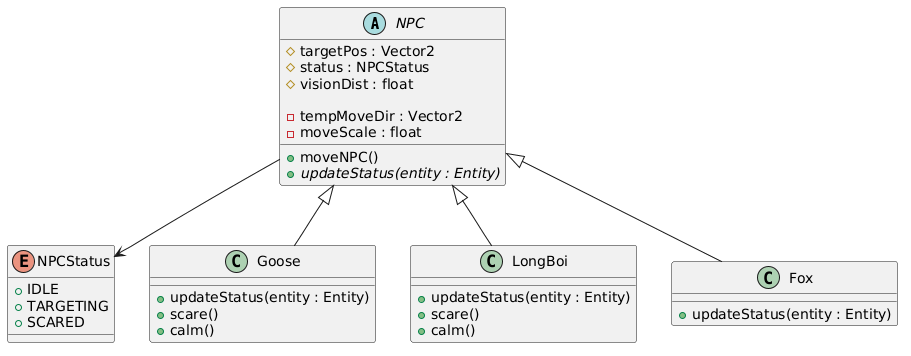 A NPC
targetPos : Vector2
status : NPCStatus
visionDist : float
tempMoveDir : Vector2
moveScale : float
moveNPC()
updateStatus(entity : Entity)
E NPCStatus
IDLE
TARGETING
SCARED
C Goose
updateStatus(entity : Entity)
scare()
calm()
C LongBoi
updateStatus(entity : Entity)
scare()
calm()
C Fox
updateStatus(entity : Entity)